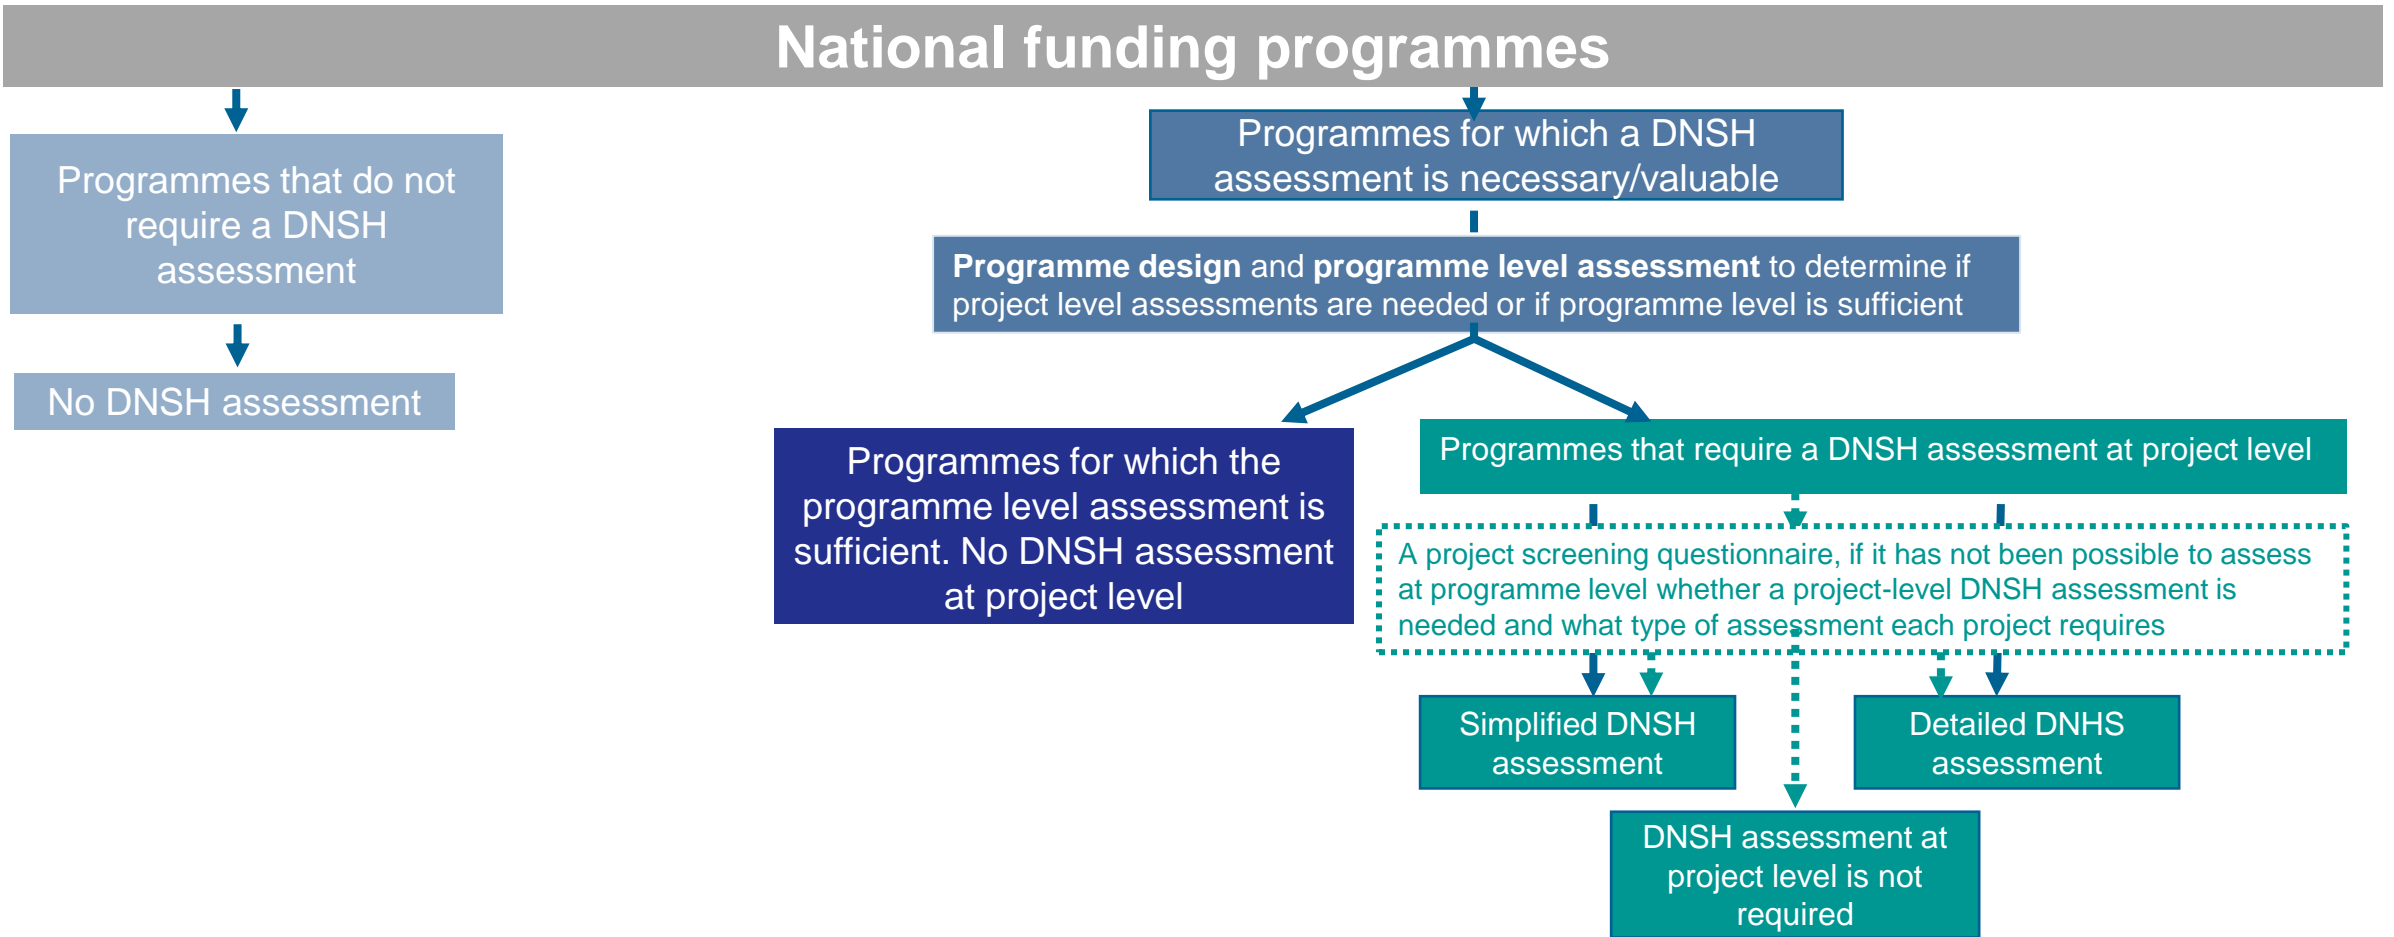 National funding programmes
Programmes that do not
require a DNSH
assessment
No DNSH assessment
Programmes for which a DNSH
assessment is necessary/valuable
Programme design and programme level assessment to determine if
project level assessments are needed or if programme level is sufficient
Programmes for which the
programme level assessment is
sufficient. No DNSH assessment
at project level
Programmes that require a DNSH assessment at project level
A project screening questionnaire, if it has not been possible to assess
at programme level whether a project-level DNSH assessment is
needed and what type of assessment each project requires
Simplified DNSH
assessment
Detailed DNHS
assessment
DNSH assessment at
project level is not
required